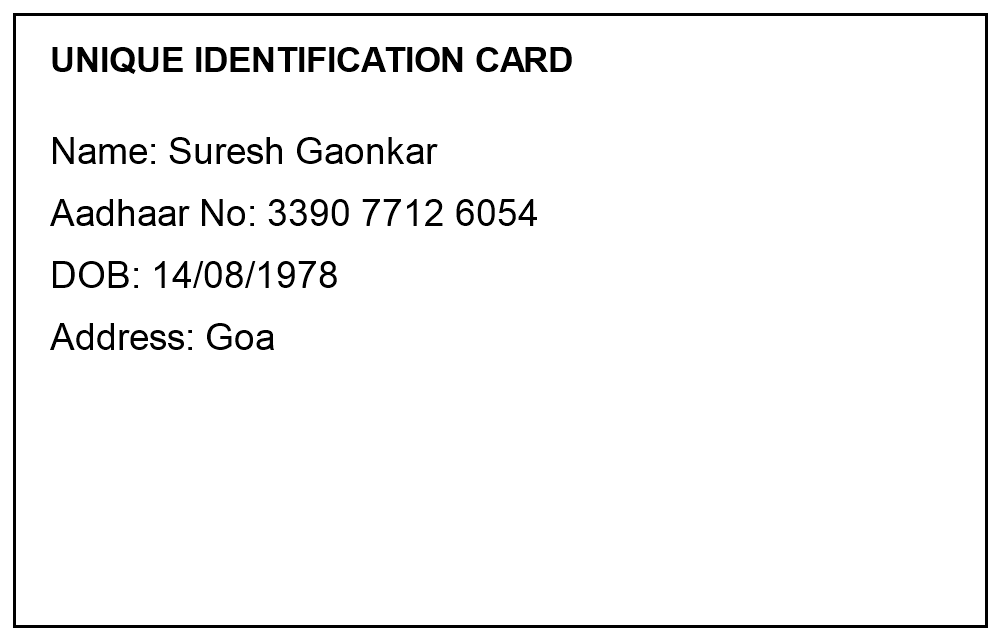 UNIQUE IDENTIFICATION CARD
Name: Suresh Gaonkar
Aadhaar No: 3390 7712 6054
DOB: 14/08/1978
Address: Goa